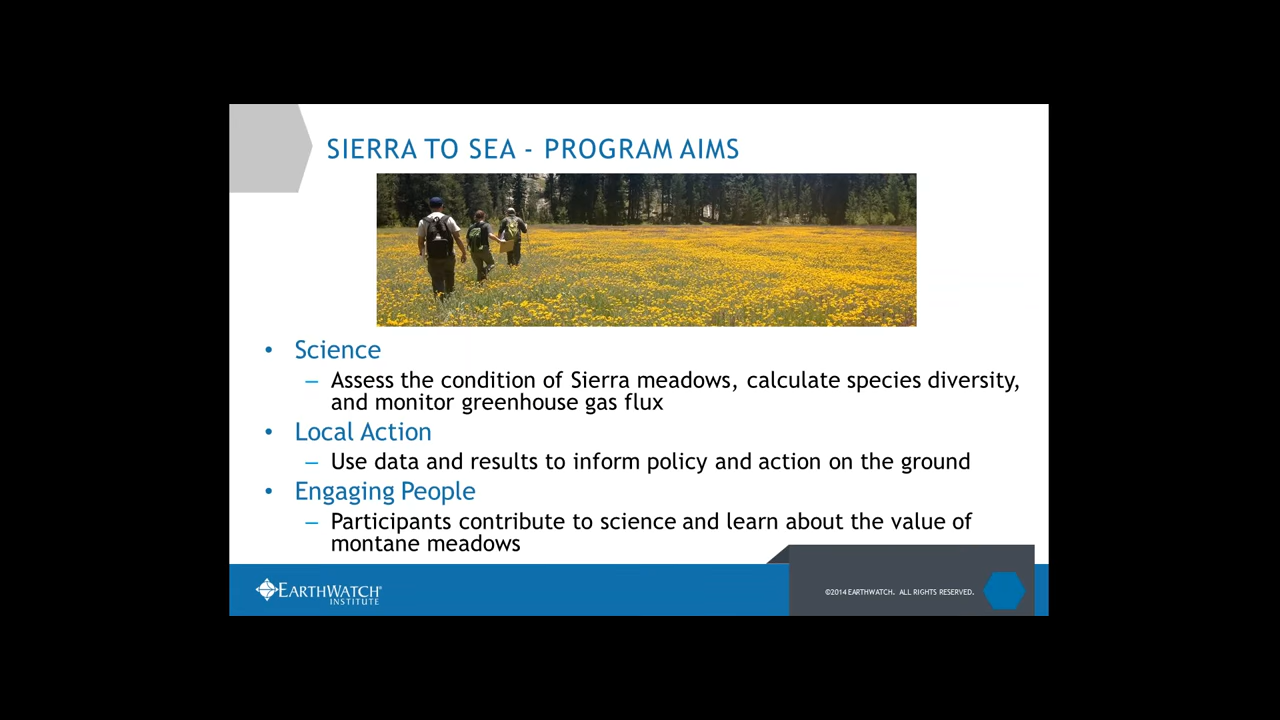 SIERRA TO SEA - PROGRAM AIMS
• Science
– Assess the condition of Sierra meadows, calculate species diversity,
and monitor greenhouse gas flux
• Local Action
– Use data and results to inform policy and action on the ground
• Engaging People
– Participants contribute to science and learn about the value of
montane meadows
EARTHWATCH®
INSTITUTE
©2014 EARTHWATCH. ALL RIGHTS RESERVED.